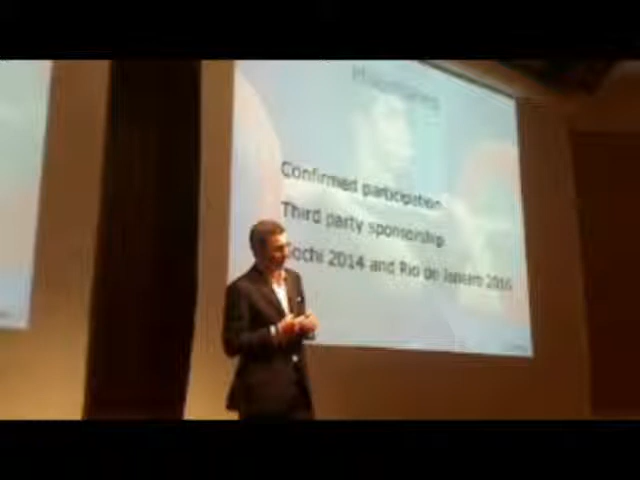 Confirmed participation
Third party sponsorship
Sochi 2014 and Rio de Janeiro 2016